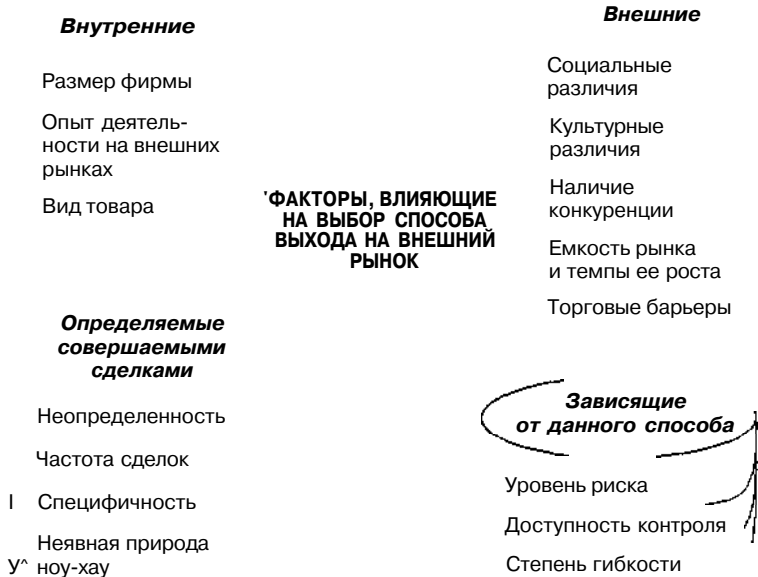 Внутренние
Размер фирмы
Опыт деятель-
ности на внешних
рынках
Вид товара
Внешние
Социальные
различия
Культурные
различия
Наличие
конкуренции
Емкость рынка
и темпы ее роста
Торговые барьеры
'ФАКТОРЫ, ВЛИЯЮЩИЕ
НА ВЫБОР СПОСОБА
ВЫХОДА НА ВНЕШНИЙ
РЫНОК
Определяемые
совершаемыми
сделками
Неопределенность
Частота сделок
I Специфичность
Неявная природа
У^ ноу-хау
Зависящие
от данного способа
Уровень риска
Доступность контроля
Степень гибкости